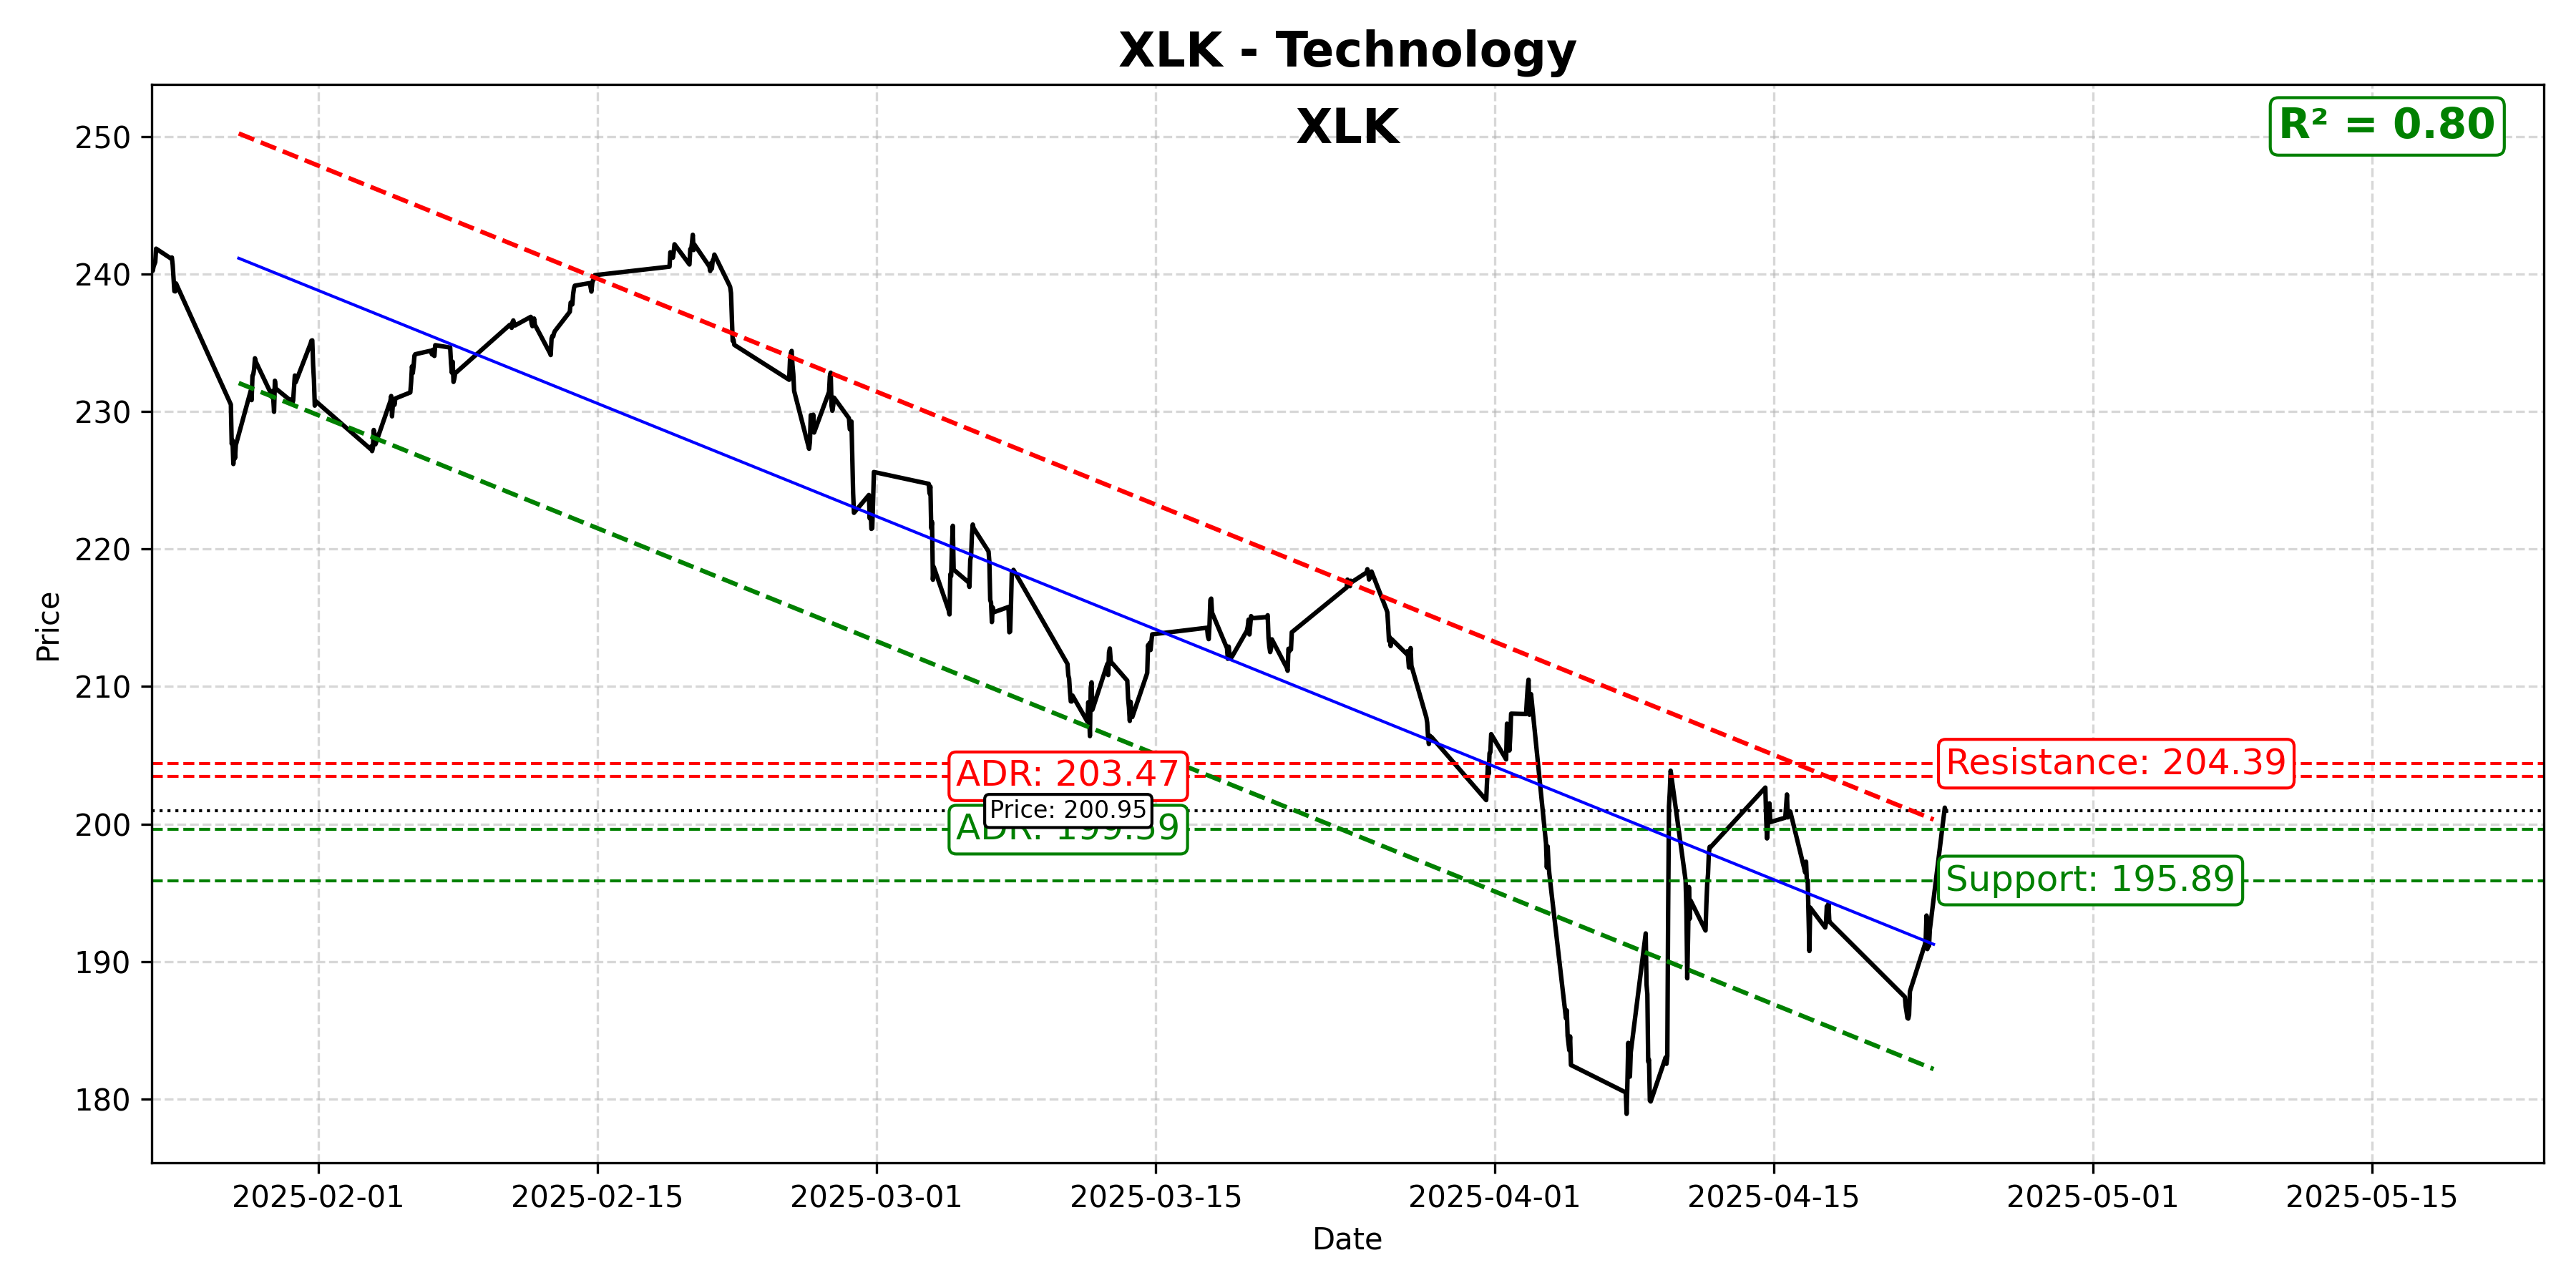 XLK - Technology
XLK
R² = 0.80
250
240
230
220
210
200
190
180
Price
Resistance: 204.39
ADR: 203.47
Price: 200.95
ADR:
Support: 195.89
2025-02-01
2025-02-15
2025-03-01
2025-03-15
2025-04-01
2025-04-15
2025-05-01
2025-05-15
Date